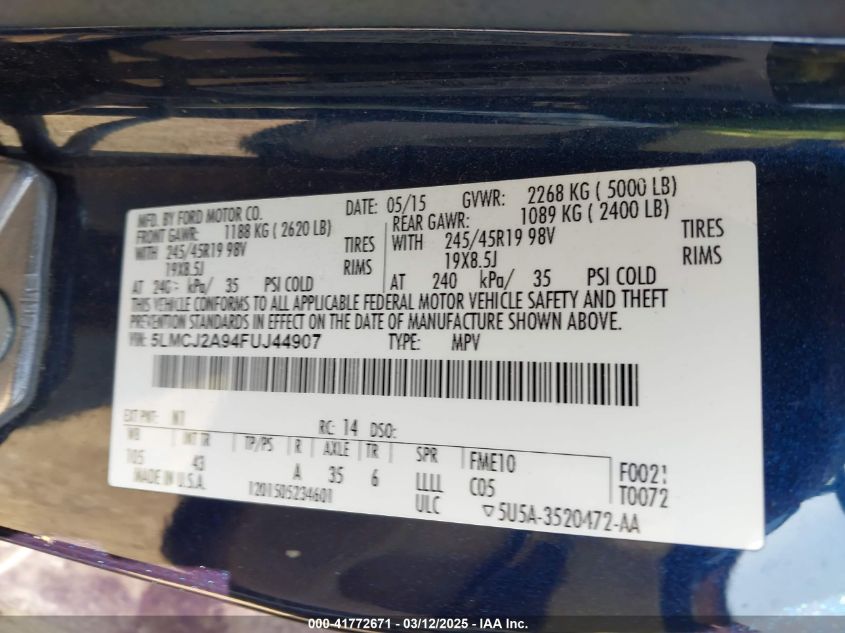 MFD. BY FORD MOTOR CO. DATE: 05/15 GVWR: 2268 KG ( 5000 LB)
FRONT GAWR: 1188 KG ( 2620 LB) REAR GAWR: 1089 KG ( 2400 LB)
WITH 245/45R19 98V TIRES WITH 245/45R19 98V TIRES
19X8.5J RIMS 19X8.5J RIMS
AT 240 kPa/ 35 PSI COLD AT 240 kPa/ 35 PSI COLD
THIS VEHICLE CONFORMS TO ALL APPLICABLE FEDERAL MOTOR VEHICLE SAFETY AND THEFT
PREVENTION STANDARDS IN EFFECT ON THE DATE OF MANUFACTURE SHOWN ABOVE.
VIN: 5LMCJ2A94FUJ44907 TYPE: MPV
EXT PNT: N1 RC: 14 DSO:
WB INT TR TP/PS R AXLE TR SPR FME10 F0021
105 43 A 35 6 LLLL C05 T0072
MADE IN U.S.A. 1201505234601 ULC ▽5U5A-3520472-AA
000-41772671 - 03/12/2025 - IAA Inc.